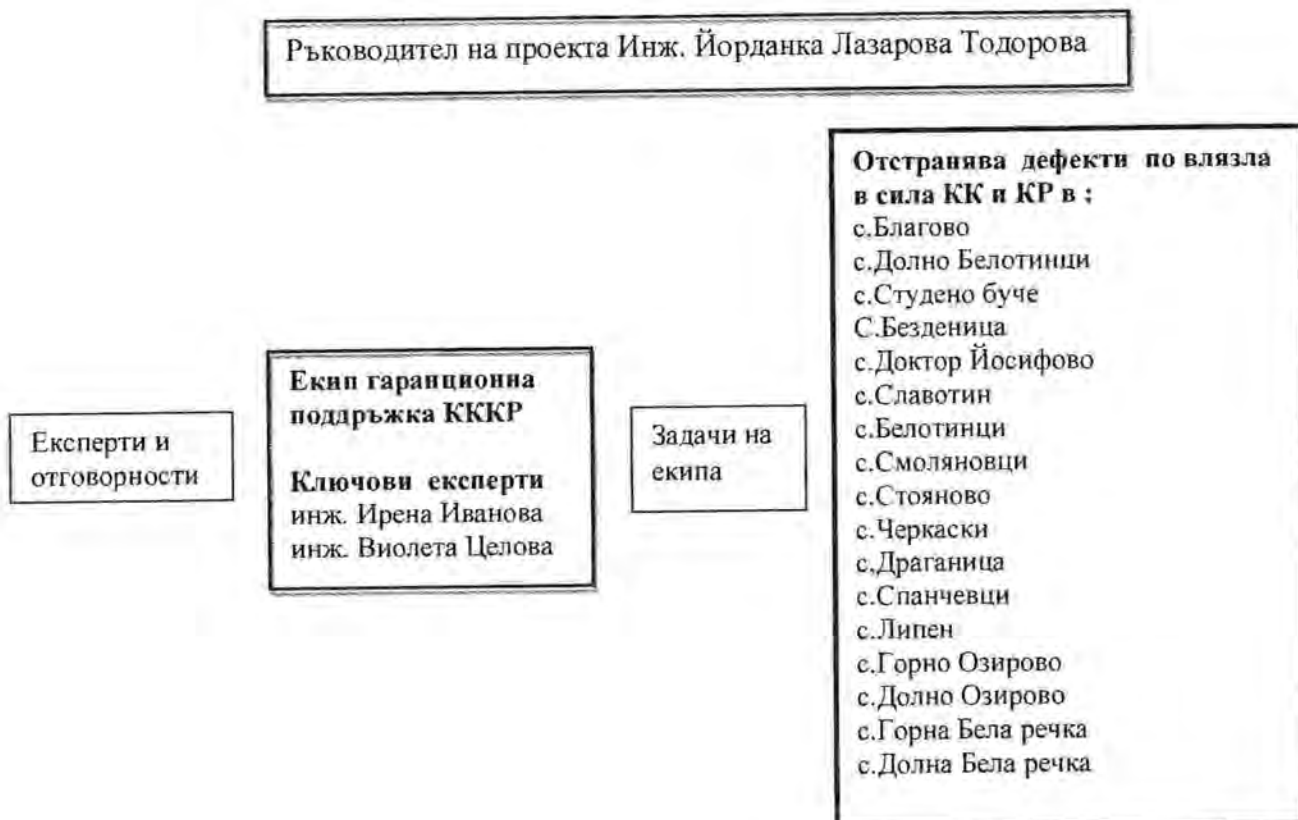 Ръководител на проекта Инж. Йорданка Лазарова Тодорова
Експерти и
отговорности
Екип гаранционна
поддръжка КККР
Ключови експерти
инж. Ирена Иванова
инж. Виолета Целова
Задачи на
екипа
Отстранява дефекти по влязла
в сила КК и КР в :
с.Благово
с.Долно Белотинци
с.Студено буче
С.Безденица
с.Доктор Йосифово
с.Славотин
с.Белотинци
с.Смоляновци
с.Стояново
с.Черкаски
с.Драганица
с.Спанчевци
с.Липен
с.Горно Озирово
с.Долно Озирово
с.Горна Бела речка
с.Долна Бела речка